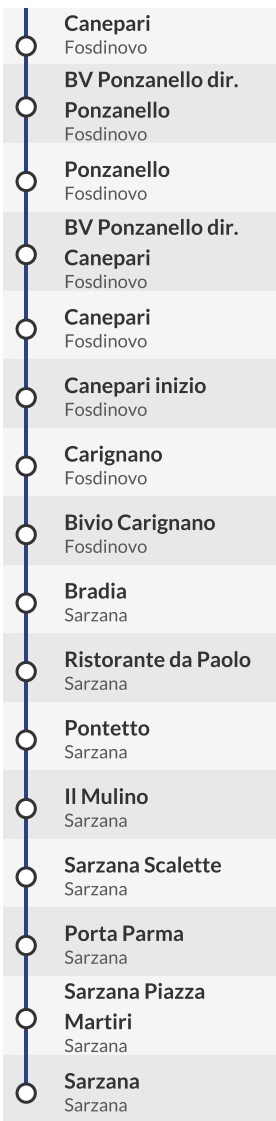 Canepari
Fosdinovo
BV Ponzanello dir.
Ponzanello
Fosdinovo
Ponzanello
Fosdinovo
BV Ponzanello dir.
Canepari
Fosdinovo
Canepari
Fosdinovo
Canepari inizio
Fosdinovo
Carignano
Fosdinovo
Bivio Carignano
Fosdinovo
Bradia
Sarzana
Ristorante da Paolo
Sarzana
Pontetto
Sarzana
Il Mulino
Sarzana
Sarzana Scalette
Sarzana
Porta Parma
Sarzana
Sarzana Piazza
Martiri
Sarzana
Sarzana
Sarzana